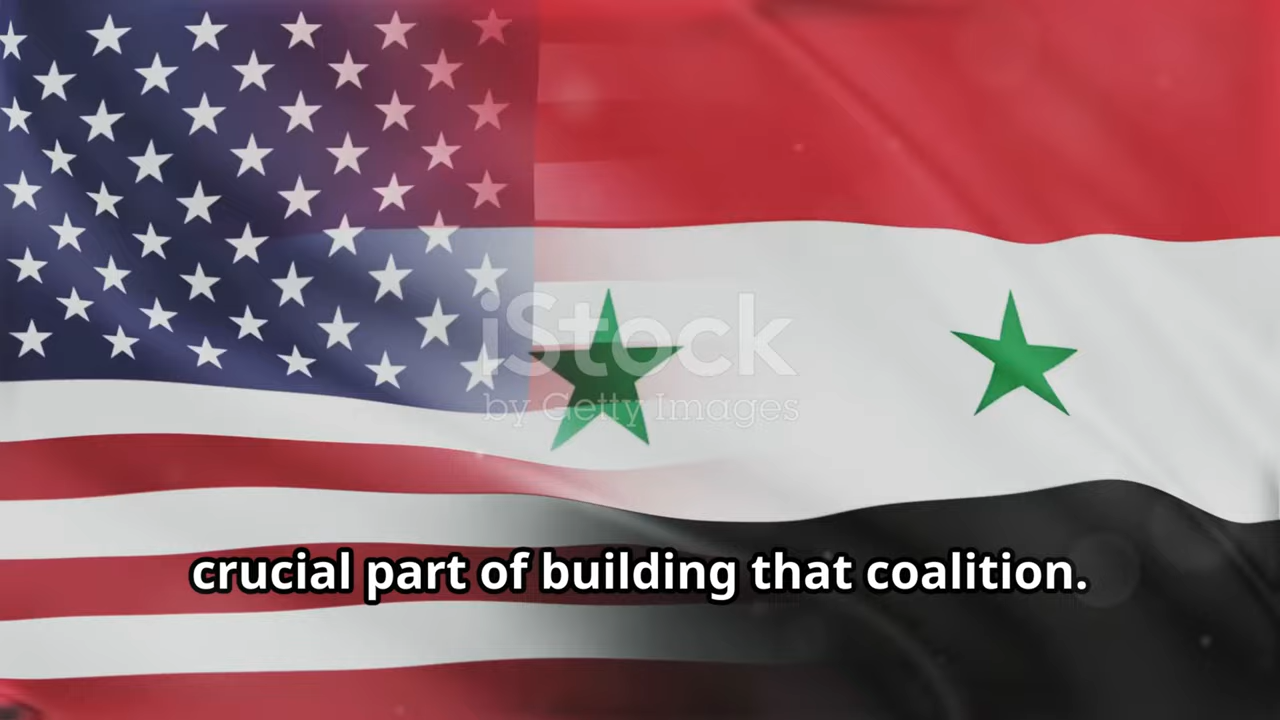 iStock
by Getty Images
crucial part of building that coalition.